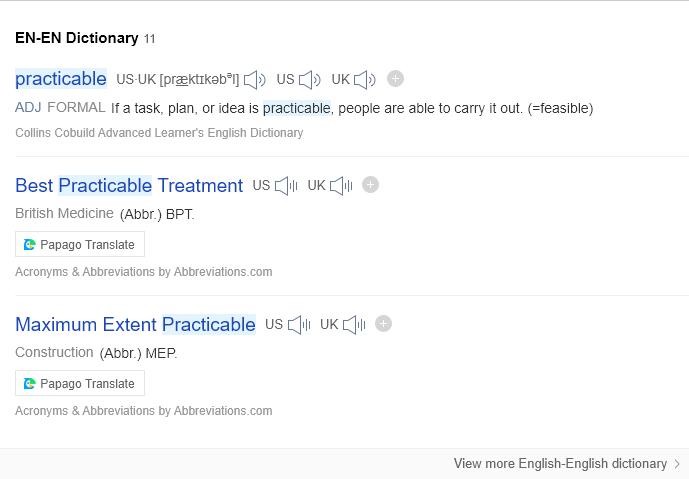 EN-EN Dictionary 11
practicable US·UK [præktɪkəbᵊl] US UK
ADJ FORMAL If a task, plan, or idea is practicable, people are able to carry it out. (=feasible)
Collins Cobuild Advanced Learner's English Dictionary
Best Practicable Treatment US UK
British Medicine (Abbr.) BPT.
Papago Translate
Acronyms & Abbreviations by Abbreviations.com
Maximum Extent Practicable US UK
Construction (Abbr.) MEP.
Papago Translate
Acronyms & Abbreviations by Abbreviations.com
View more English-English dictionary